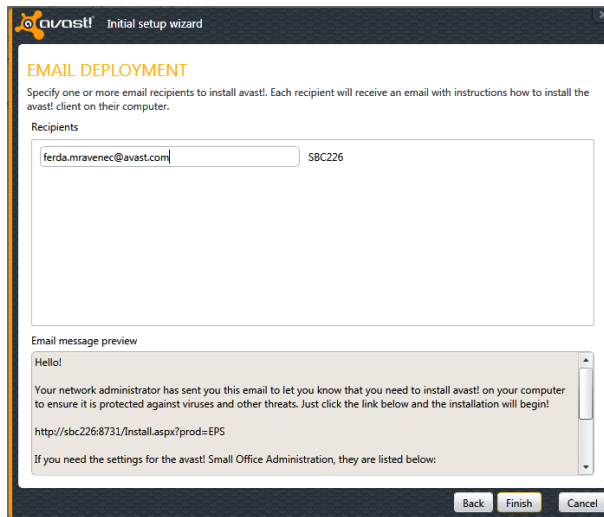 avast! Initial setup wizard
EMAIL DEPLOYMENT
Specify one or more email recipients to install avast!. Each recipient will receive an email with instructions how to install the
avast! client on their computer.
Recipients
ferda.mravenec@avast.com SBC226
Email message preview
Hello!
Your network administrator has sent you this email to let you know that you need to install avast! on your computer
to ensure it is protected against viruses and other threats. Just click the link below and the installation will begin!
http://sbc226:8731/Install.aspx?prod=EPS
If you need the settings for the avast! Small Office Administration, they are listed below:
Back Finish Cancel